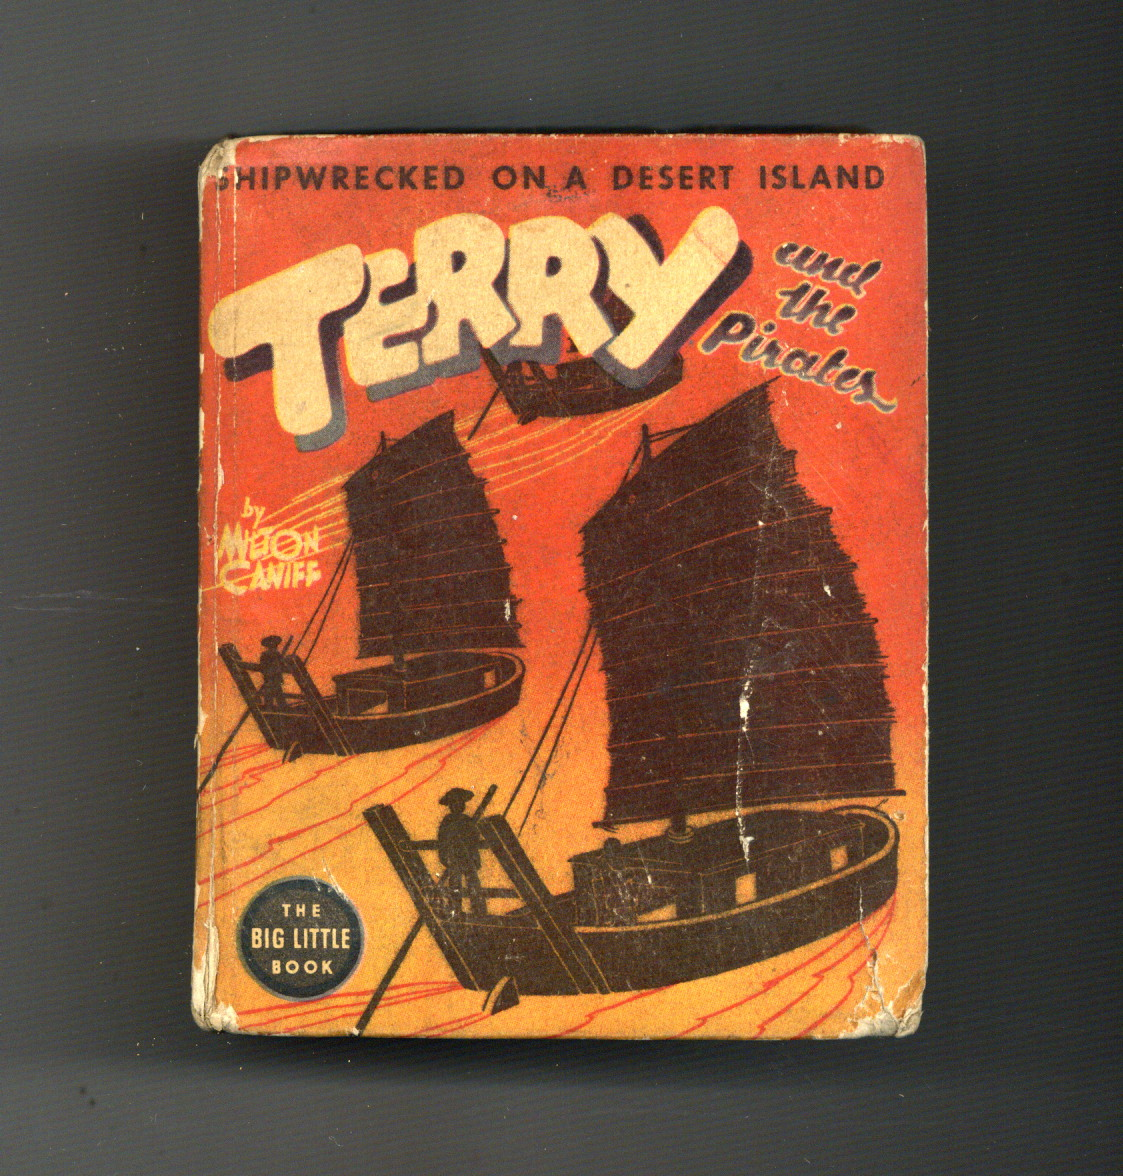 SHIPWRECKED ON A DESERT ISLAND
TERRY
and
the
Pirates
by
MILTON
CANIFF
THE
BIG LITTLE
BOOK